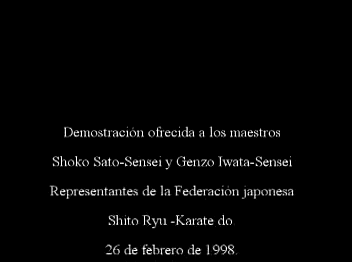 Demostración ofrecida a los maestros
Shoko Sato-Sensei y Genzo Iwata-Sensei
Representantes de la Federación japonesa
Shito Ryu -Karate do
26 de febrero de 1998.